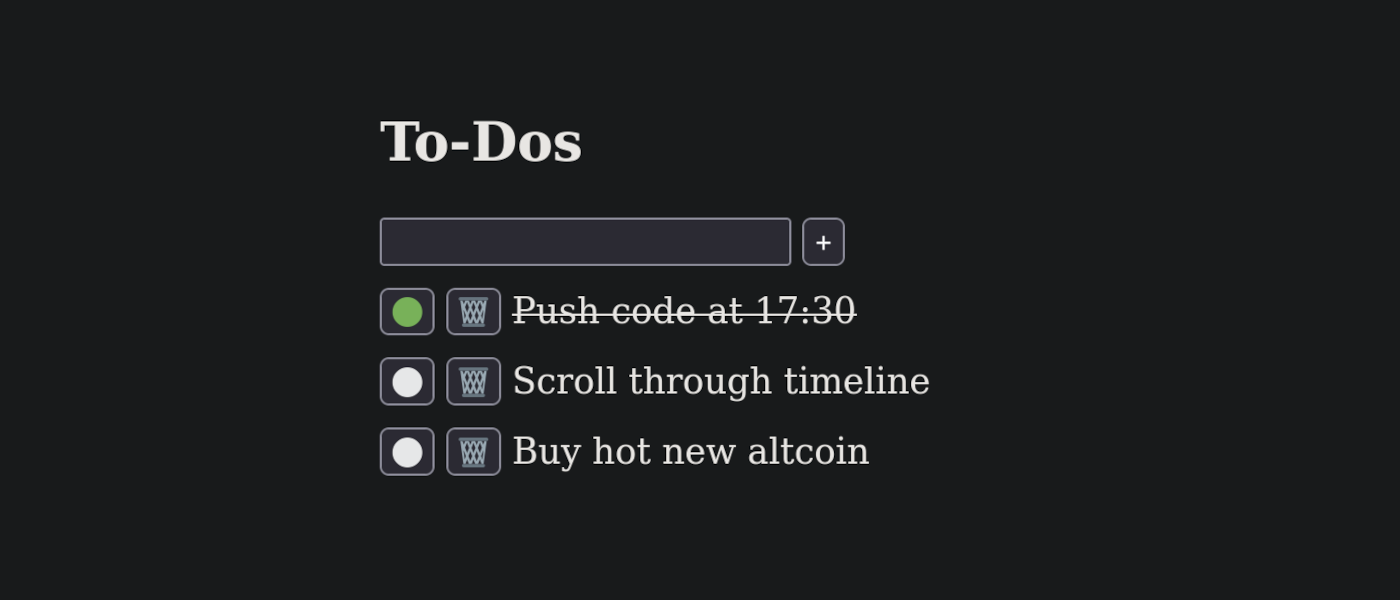 To-Dos
+
Push code at 17:30
Scroll through timeline
Buy hot new altcoin